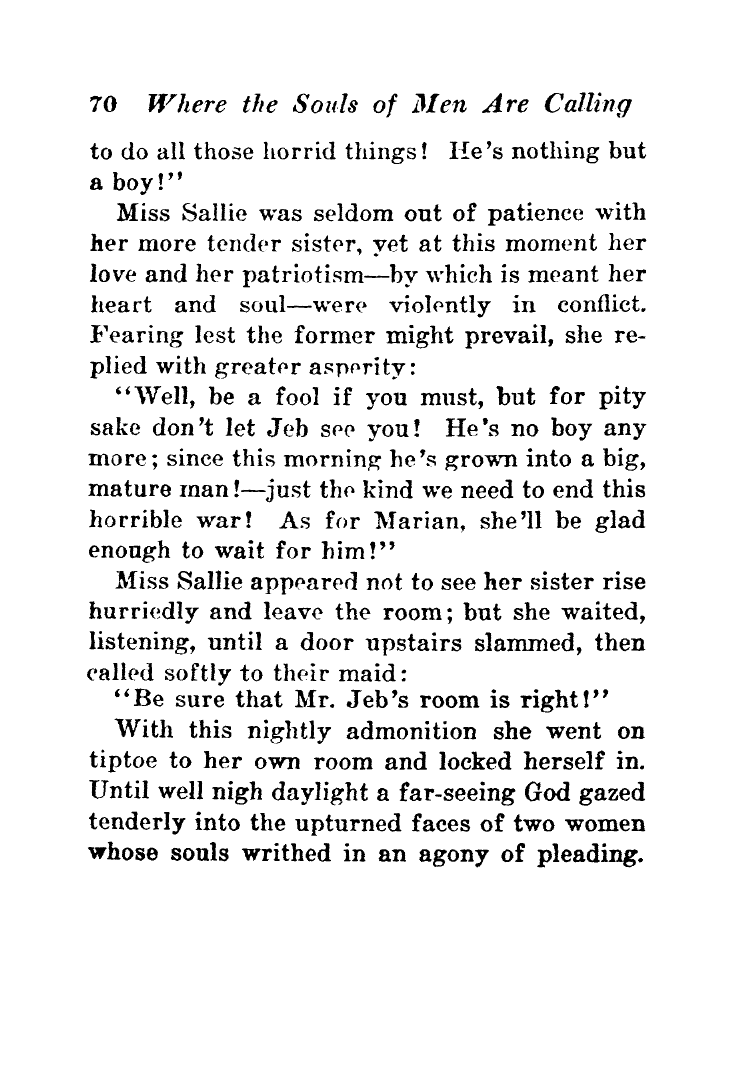 70 Where the Souls of Men Are Calling
to do all those horrid things! He's nothing but
a boy!"
Miss Sallie was seldom out of patience with
her more tender sister, yet at this moment her
love and her patriotism—by which is meant her
heart and soul—were violently in conflict.
Fearing lest the former might prevail, she re-
plied with greater asperity:
"Well, be a fool if you must, but for pity
sake don't let Jeb see you! He's no boy any
more; since this morning he's grown into a big,
mature man!—just the kind we need to end this
horrible war! As for Marian, she'll be glad
enough to wait for him!"
Miss Sallie appeared not to see her sister rise
hurriedly and leave the room; but she waited,
listening, until a door upstairs slammed, then
called softly to their maid:
"Be sure that Mr. Jeb's room is right!"
With this nightly admonition she went on
tiptoe to her own room and locked herself in.
Until well nigh daylight a far-seeing God gazed
tenderly into the upturned faces of two women
whose souls writhed in an agony of pleading.